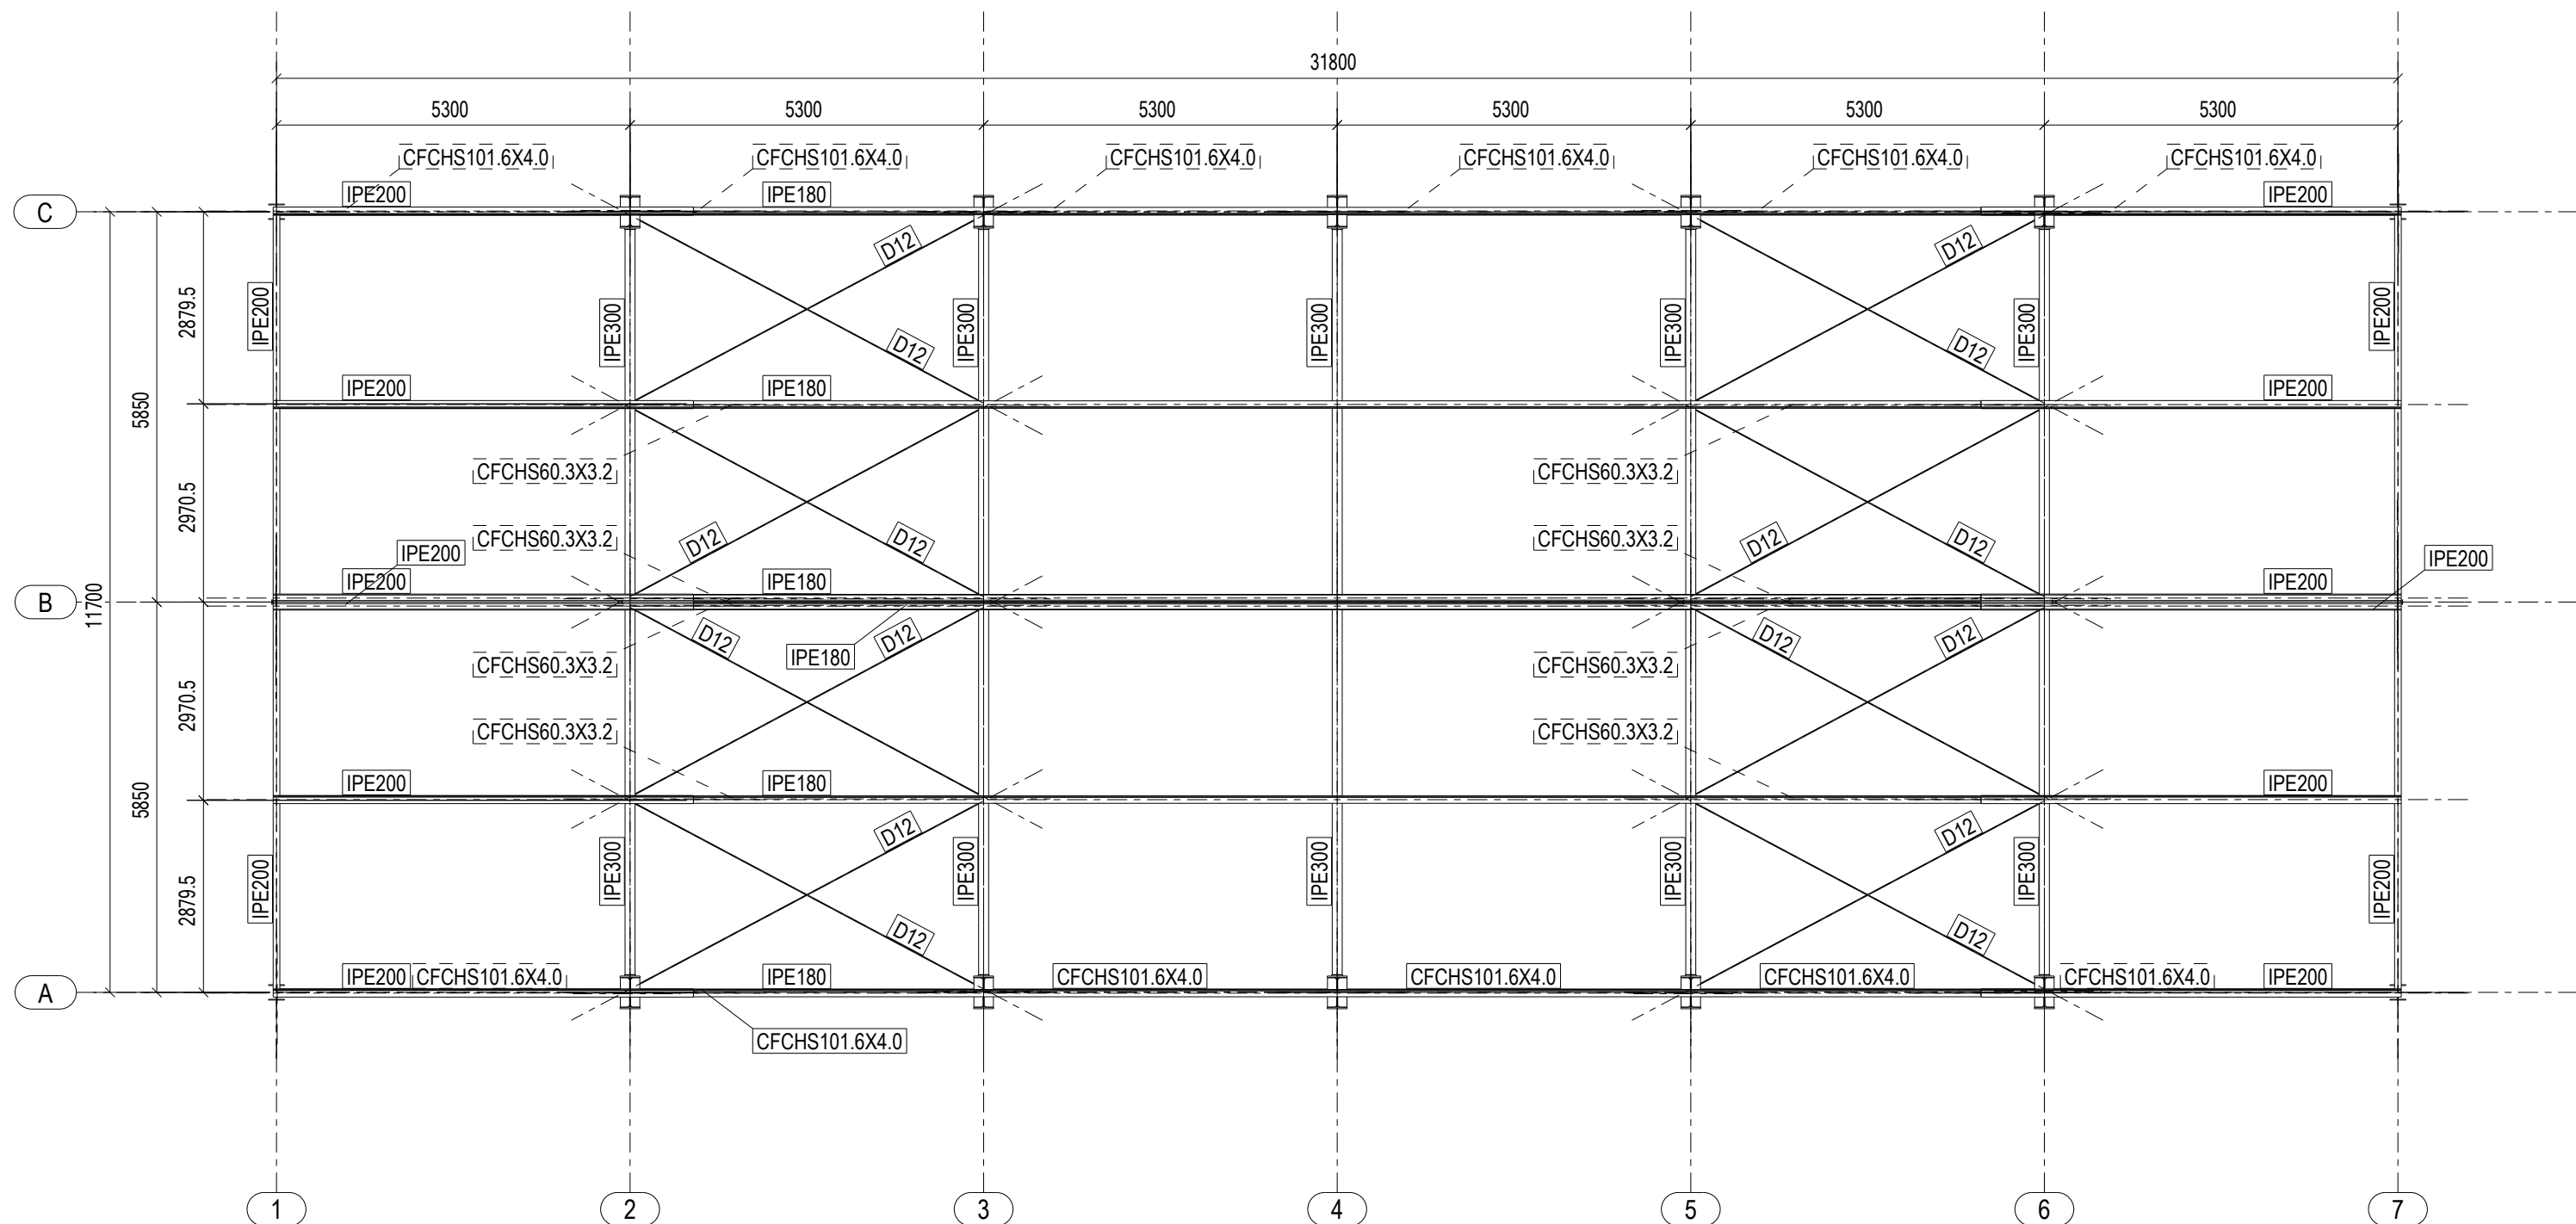 31800
5300 5300 5300 5300 5300 5300
CFCHS101.6X4.0 CFCHS101.6X4.0 CFCHS101.6X4.0 CFCHS101.6X4.0 CFCHS101.6X4.0 CFCHS101.6X4.0
IPE200 IPE180 IPE200
C
D12 D12
2879.5 IPE200 IPE300 IPE300 IPE300 IPE300 IPE300 IPE200
D12 D12
IPE200 IPE180 IPE200
5850
CFCHS60.3X3.2 CFCHS60.3X3.2
2970.5
CFCHS60.3X3.2 D12 D12 CFCHS60.3X3.2 D12 D12
IPE200 IPE200
IPE200 IPE180 IPE200
B 11700
D12 D12 D12 D12
CFCHS60.3X3.2 IPE180 CFCHS60.3X3.2
2970.5
CFCHS60.3X3.2 CFCHS60.3X3.2
IPE200 IPE180 IPE200
5850
D12 D12
2879.5 IPE200 IPE300 IPE300 IPE300 IPE300 IPE300 IPE200
D12 D12
IPE200 CFCHS101.6X4.0 IPE180 CFCHS101.6X4.0 CFCHS101.6X4.0 CFCHS101.6X4.0 CFCHS101.6X4.0 IPE200
A
CFCHS101.6X4.0
1 2 3 4 5 6 7